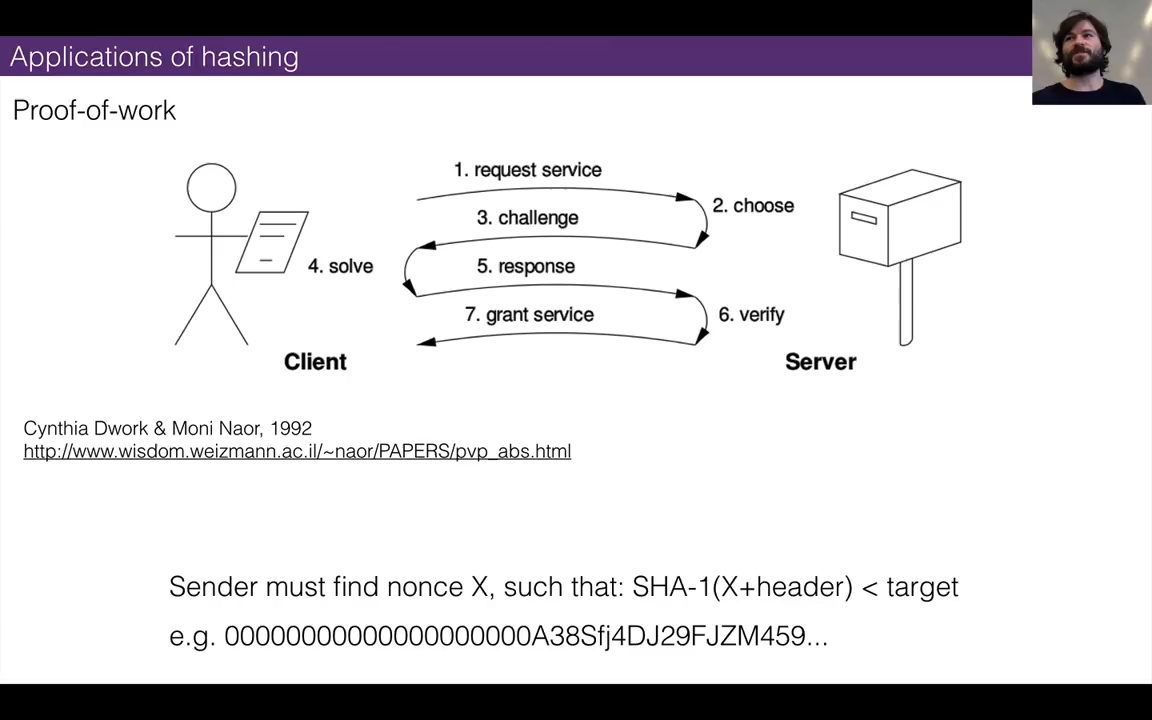 Applications of hashing
Proof-of-work
1. request service
2. choose
3. challenge
4. solve
5. response
6. verify
7. grant service
Client
Server
Cynthia Dwork & Moni Naor, 1992
http://www.wisdom.weizmann.ac.il/~naor/PAPERS/pvp_abs.html
Sender must find nonce X, such that: SHA-1(X+header) < target
e.g. 00000000000000000000A38Sfj4DJ29FJZM459...